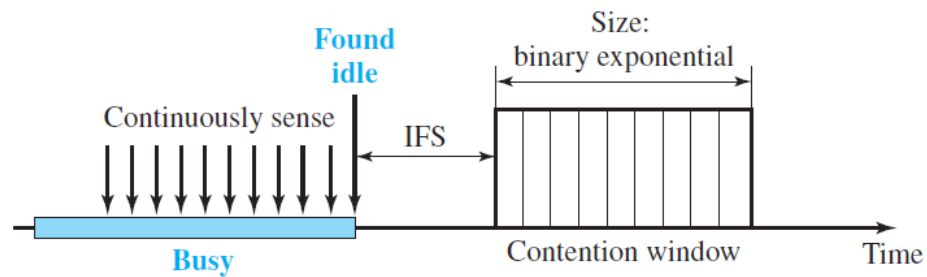 Size:
binary exponential
Found
idle
Continuously sense
IFS
Contention window
Time
Busy